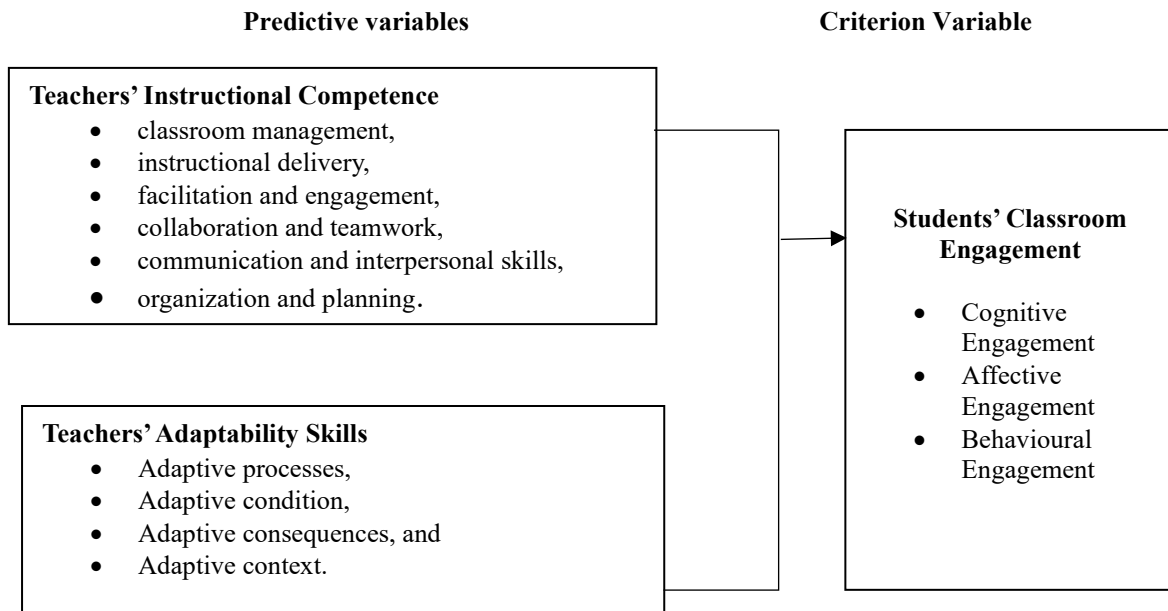 Predictive variables
Criterion Variable
Teachers' Instructional Competence
• classroom management,
• instructional delivery,
• facilitation and engagement,
• collaboration and teamwork,
• communication and interpersonal skills,
• organization and planning.
Teachers' Adaptability Skills
• Adaptive processes,
• Adaptive condition,
• Adaptive consequences, and
• Adaptive context.
Students' Classroom
Engagement
• Cognitive
Engagement
• Affective
Engagement
• Behavioural
Engagement